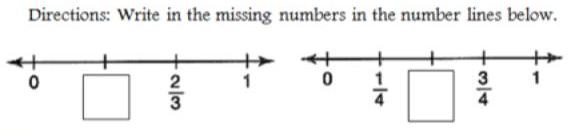 Directions: Write in the missing numbers in the number lines below.
0 2/3 1
0 1/4 3/4 1